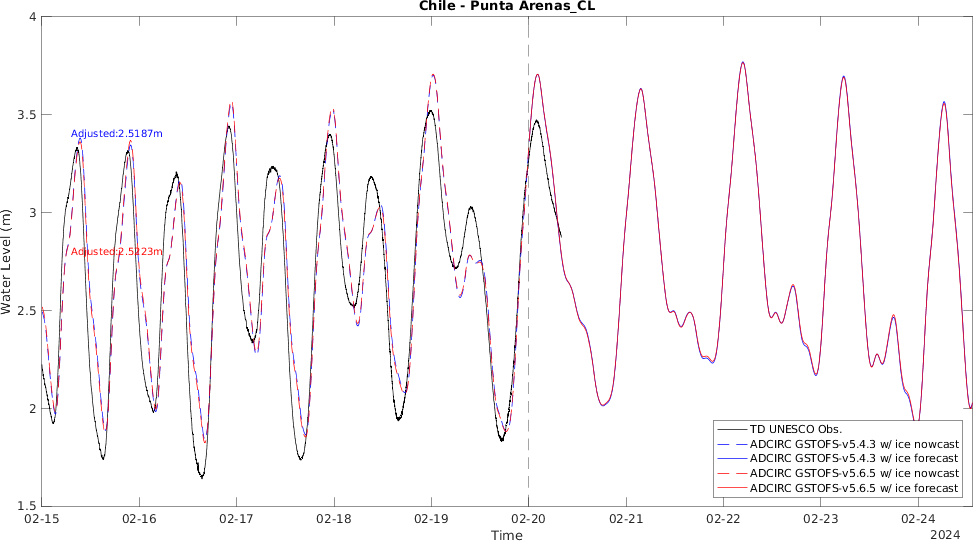 Chile - Punta Arenas_CL
Water Level (m)
4
3.5
3
2.5
2
1.5
Adjusted:2.5187m
Adjusted:2.5223m
TD UNESCO Obs.
ADCIRC GSTOFS-v5.4.3 w/ ice nowcast
ADCIRC GSTOFS-v5.4.3 w/ ice forecast
ADCIRC GSTOFS-v5.6.5 w/ ice nowcast
ADCIRC GSTOFS-v5.6.5 w/ ice forecast
02-15 02-16 02-17 02-18 02-19 02-20 02-21 02-22 02-23 02-24
Time
2024